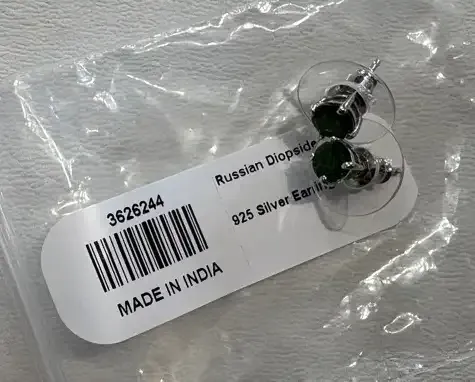 3626244
MADE IN INDIA
Russian Diopside
925 Silver